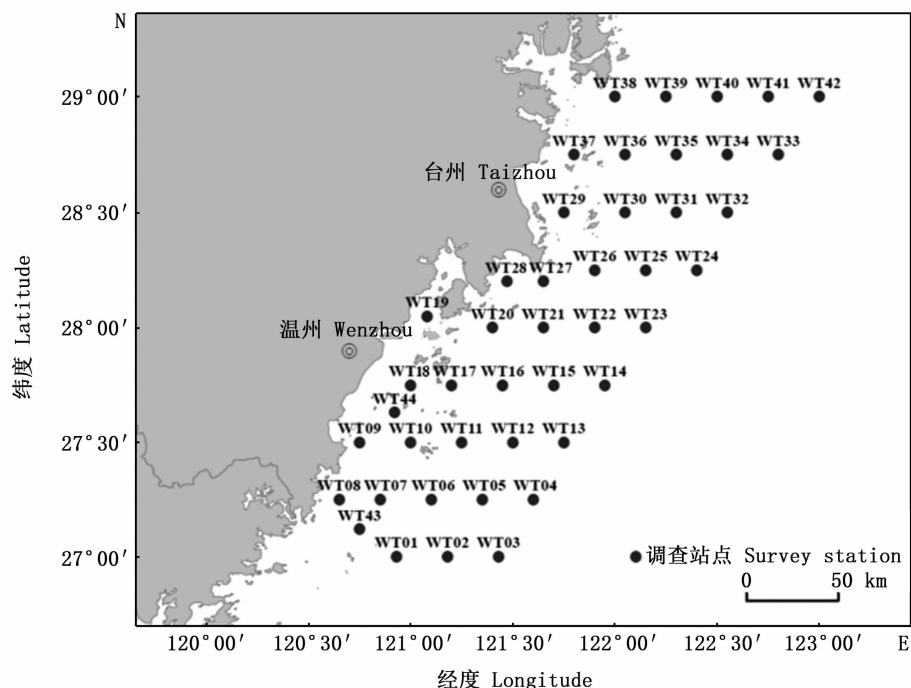 N
WT38 WT39 WT40 WT41 WT42
29°00′
WT37 WT36 WT35 WT34 WT33
台州 Taizhou
28°30′
WT29 WT30 WT31 WT32
WT28 WT27 WT26 WT25 WT24
WT19
28°00′
温州 Wenzhou
WT20 WT21 WT22 WT23
WT18 WT17 WT16 WT15 WT14
WT44
27°30′
WT09 WT10 WT11 WT12 WT13
WT08 WT07 WT06 WT05 WT04
WT43
27°00′
WT01 WT02 WT03
调查站点 Survey station
0 50 km
纬度 Latitude
120°00′ 120°30′ 121°00′ 121°30′ 122°00′ 122°30′ 123°00′ E
经度 Longitude